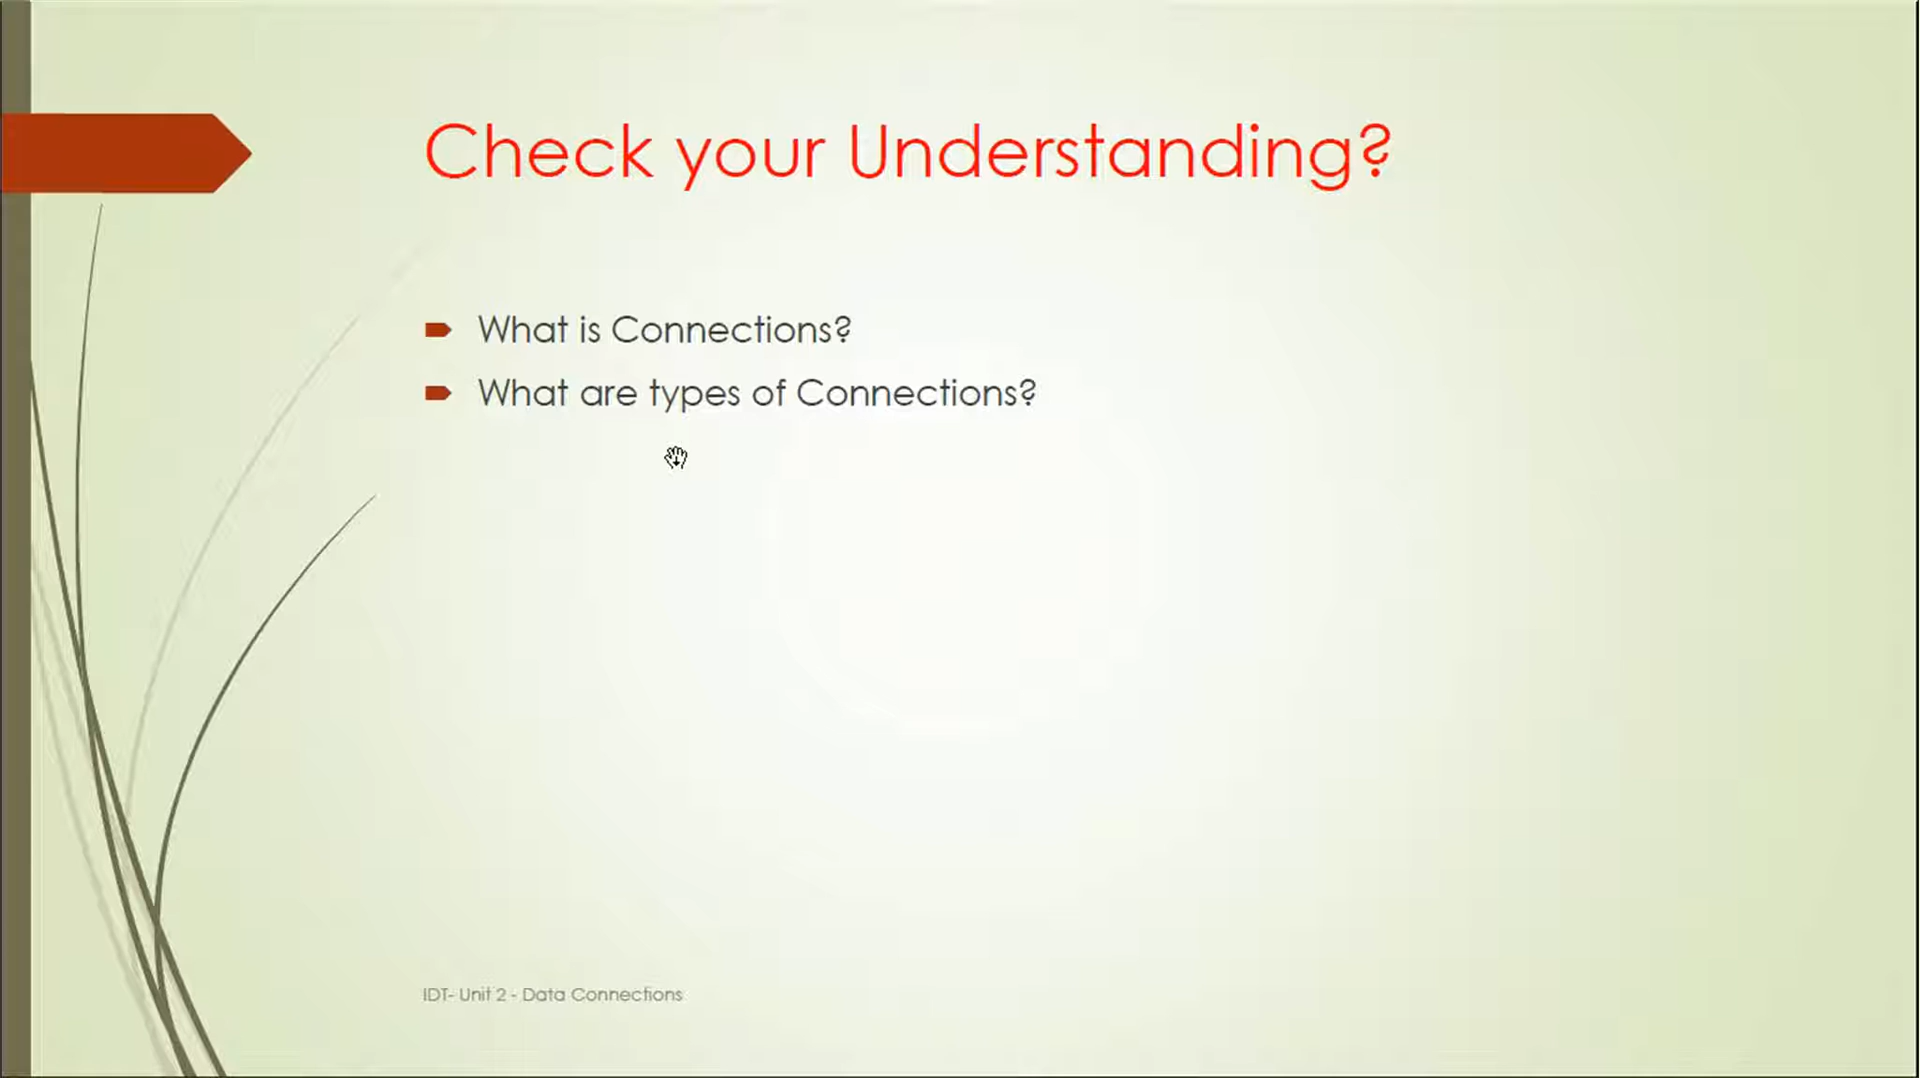 Check your Understanding?
What is Connections?
What are types of Connections?
IDT- Unit 2 - Data Connections